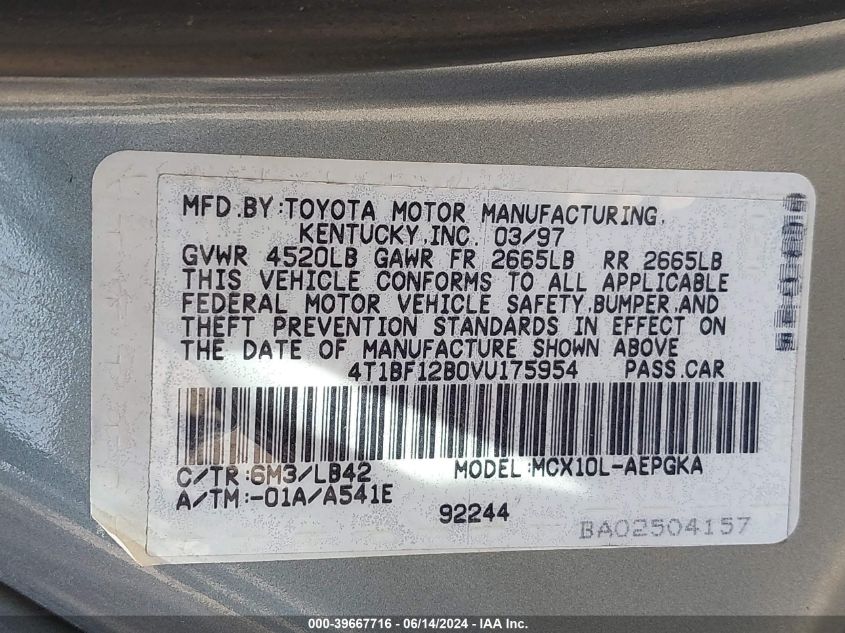 MFD.BY:TOYOTA MOTOR MANUFACTURING,
KENTUCKY,INC. 03/97
GVWR 4520LB GAWR FR 2665LB RR 2665LB
THIS VEHICLE CONFORMS TO ALL APPLICABLE
FEDERAL MOTOR VEHICLE SAFETY,BUMPER,AND
THEFT PREVENTION STANDARDS IN EFFECT ON
THE DATE OF MANUFACTURE SHOWN ABOVE
4T1BF12B0VU175954 PASS.CAR
C/TR:6M3/LB42 MODEL:MCX10L-AEPGKA
A/TM:-01A/A541E
92244
BA02504157
000-39667716 / 06/14/2024 - IAA Inc.